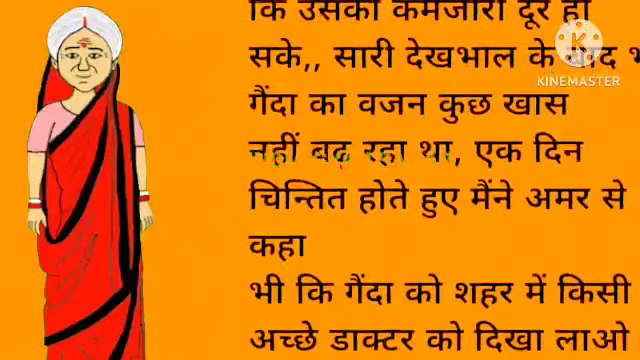 कि उसकी कमजोरी दूर हो
सके,, सारी देखभाल के बाद
गैंदा का वजन कुछ खास
नहीं बढ़ रहा था, एक दिन
चिन्तित होते हुए मैंने अमर से
कहा
भी कि गैंदा को शहर में किसी
अच्छे डाक्टर को दिखा लाओ
KINEMASTER